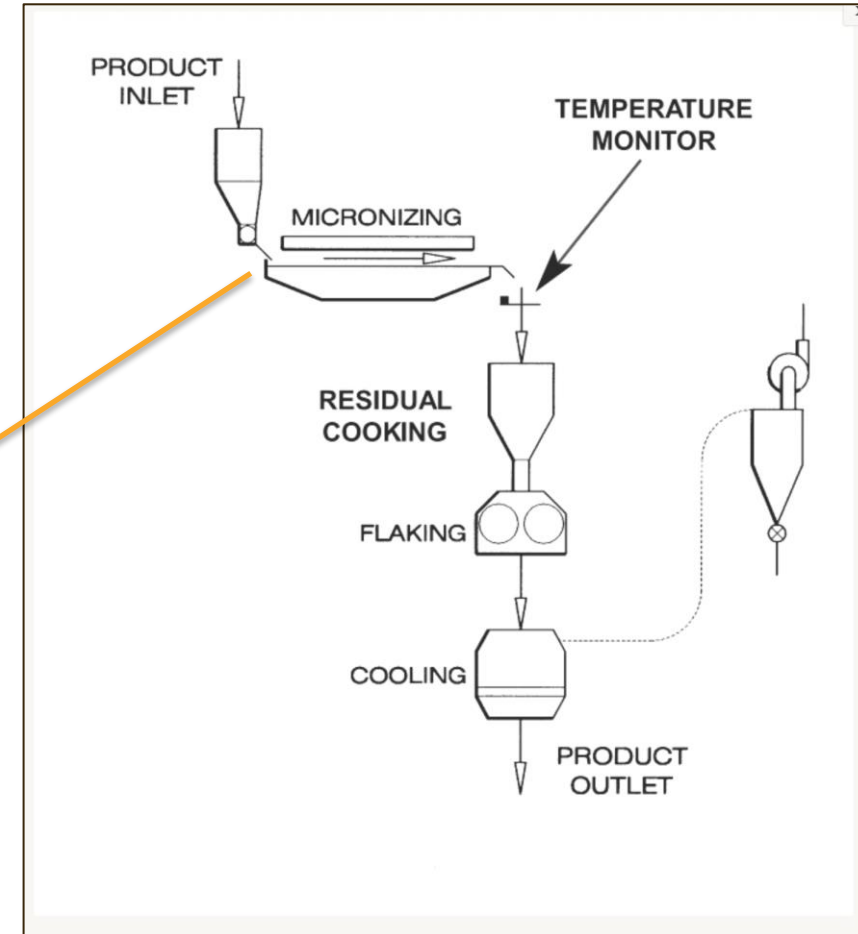 PRODUCT
INLET
TEMPERATURE
MONITOR
MICRONIZING
RESIDUAL
COOKING
FLAKING
COOLING
PRODUCT
OUTLET